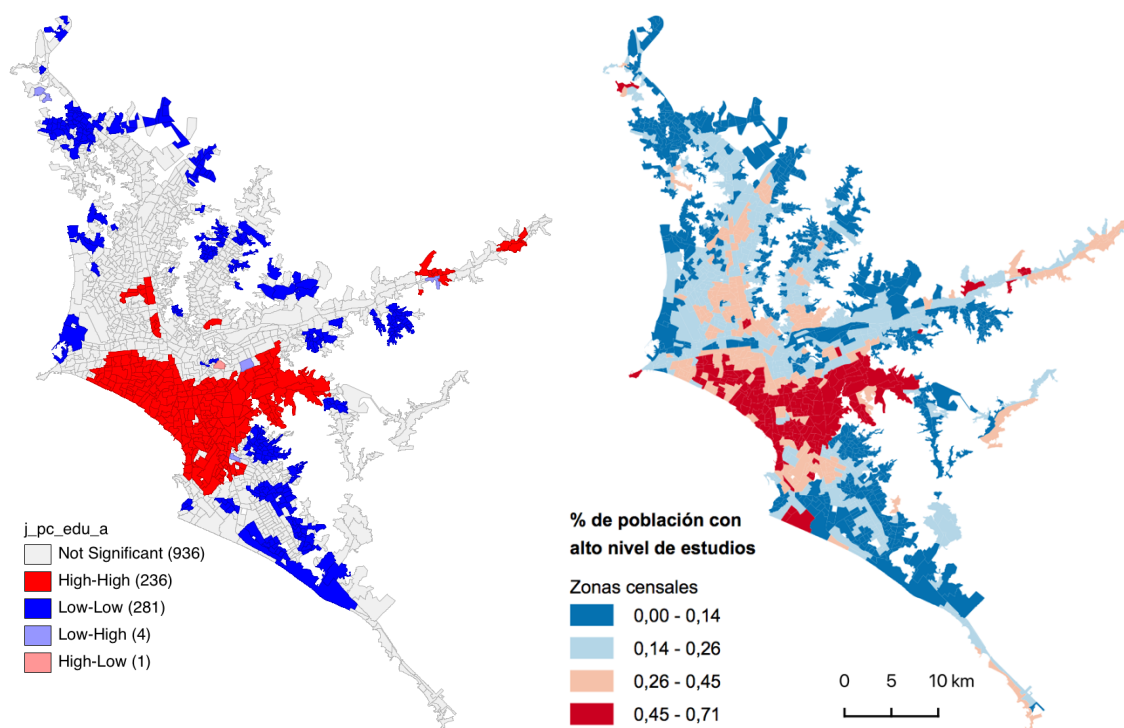 j_pc_edu_a
Not Significant (936)
High-High (236)
Low-Low (281)
Low-High (4)
High-Low (1)
% de población con
alto nivel de estudios
Zonas censales
0,00 - 0,14
0,14 - 0,26
0,26 - 0,45
0,45 - 0,71
0 5 10 km